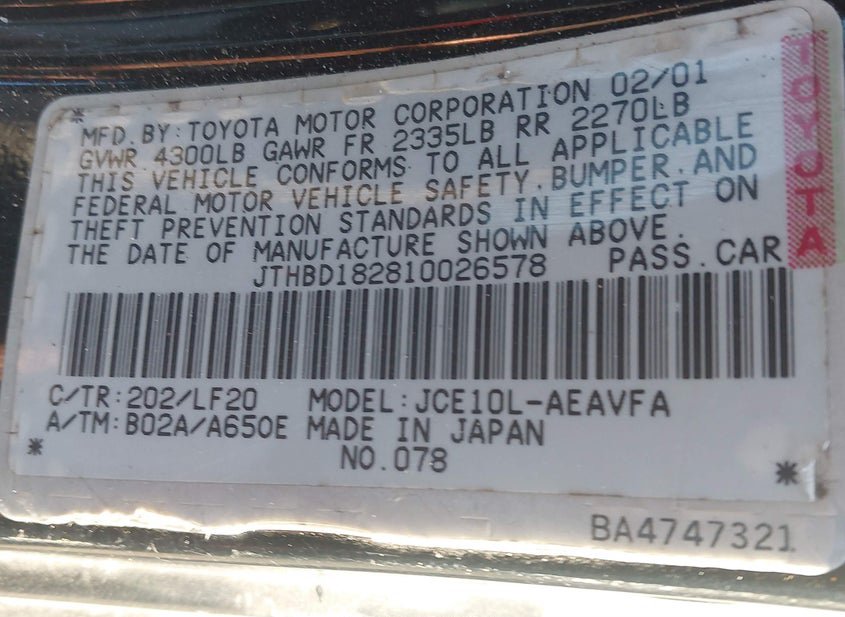 MFD. BY: TOYOTA MOTOR CORPORATION 02/01
GVWR 4300LB GAWR FR 2335LB RR 2270LB
THIS VEHICLE CONFORMS TO ALL APPLICABLE
FEDERAL MOTOR VEHICLE SAFETY, BUMPER, AND
THEFT PREVENTION STANDARDS IN EFFECT ON
THE DATE OF MANUFACTURE SHOWN ABOVE.
JTHBD182810026578 PASS. CAR
C/TR: 202/LF20 MODEL: JCE10L-AEAVFA
A/TM: B02A/A650E MADE IN JAPAN
* NO. 078 *
BA4747321
TOYOTA